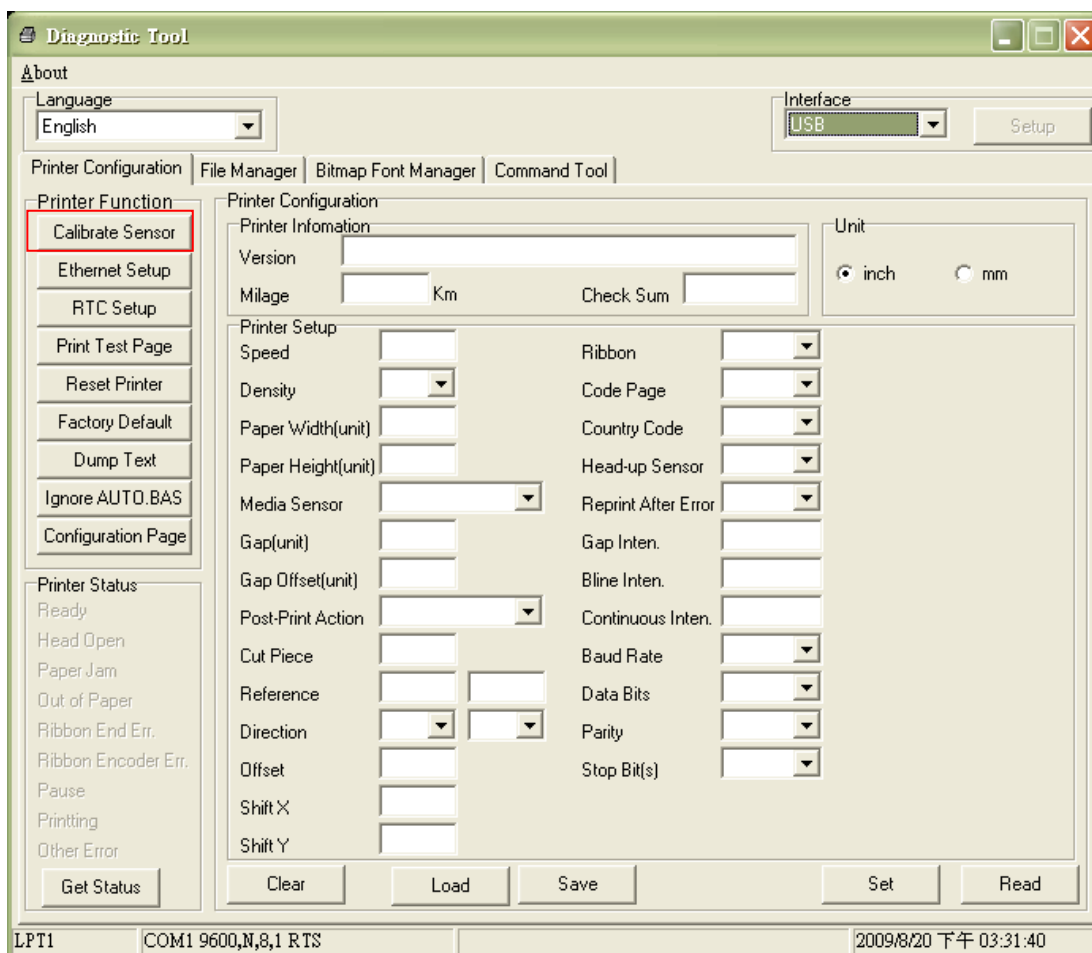 Diagnostic Tool
About
Language
English
Interface
USB
Setup
Printer Configuration
File Manager
Bitmap Font Manager
Command Tool
Printer Function
Calibrate Sensor
Ethernet Setup
RTC Setup
Print Test Page
Reset Printer
Factory Default
Dump Text
Ignore AUTO.BAS
Configuration Page
Printer Status
Ready
Head Open
Paper Jam
Out of Paper
Ribbon End Err.
Ribbon Encoder Err.
Pause
Printting
Other Error
Get Status
Printer Configuration
Printer Infomation
Version
Milage
Km
Check Sum
Unit
inch
mm
Printer Setup
Speed
Density
Paper Width(unit)
Paper Height(unit)
Media Sensor
Gap(unit)
Gap Offset(unit)
Post-Print Action
Cut Piece
Reference
Direction
Offset
Shift X
Shift Y
Ribbon
Code Page
Country Code
Head-up Sensor
Reprint After Error
Gap Inten.
Bline Inten.
Continuous Inten.
Baud Rate
Data Bits
Parity
Stop Bit(s)
Clear
Load
Save
Set
Read
LPT1
COM1 9600,N,8,1 RTS
2009/8/20 下午 03:31:40